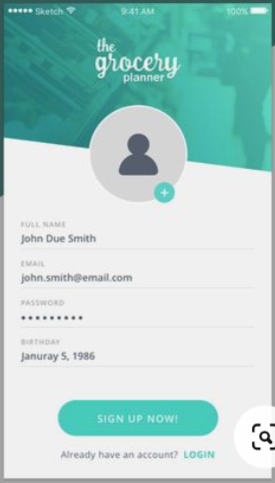 Sketch 9:41 AM 100%
the
grocery
planner
+
FULL NAME
John Due Smith
EMAIL
john.smith@email.com
PASSWORD
•••••••••
BIRTHDAY
Januray 5, 1986
SIGN UP NOW!
Already have an account? LOGIN